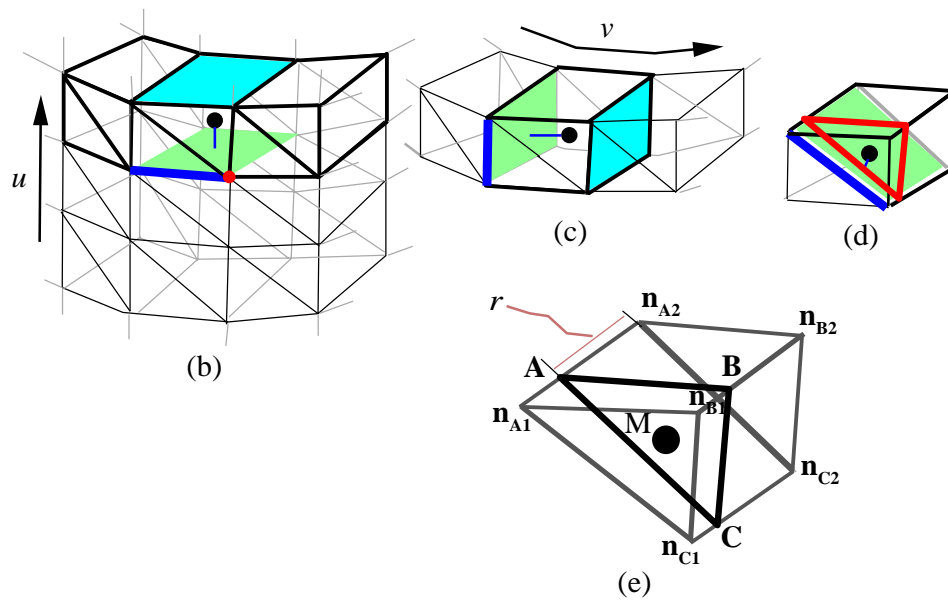 u
(b)
v
(c)
(d)
r
n_A2
n_B2
A
B
n_A1
n_B1
M
n_C2
n_C1
C
(e)